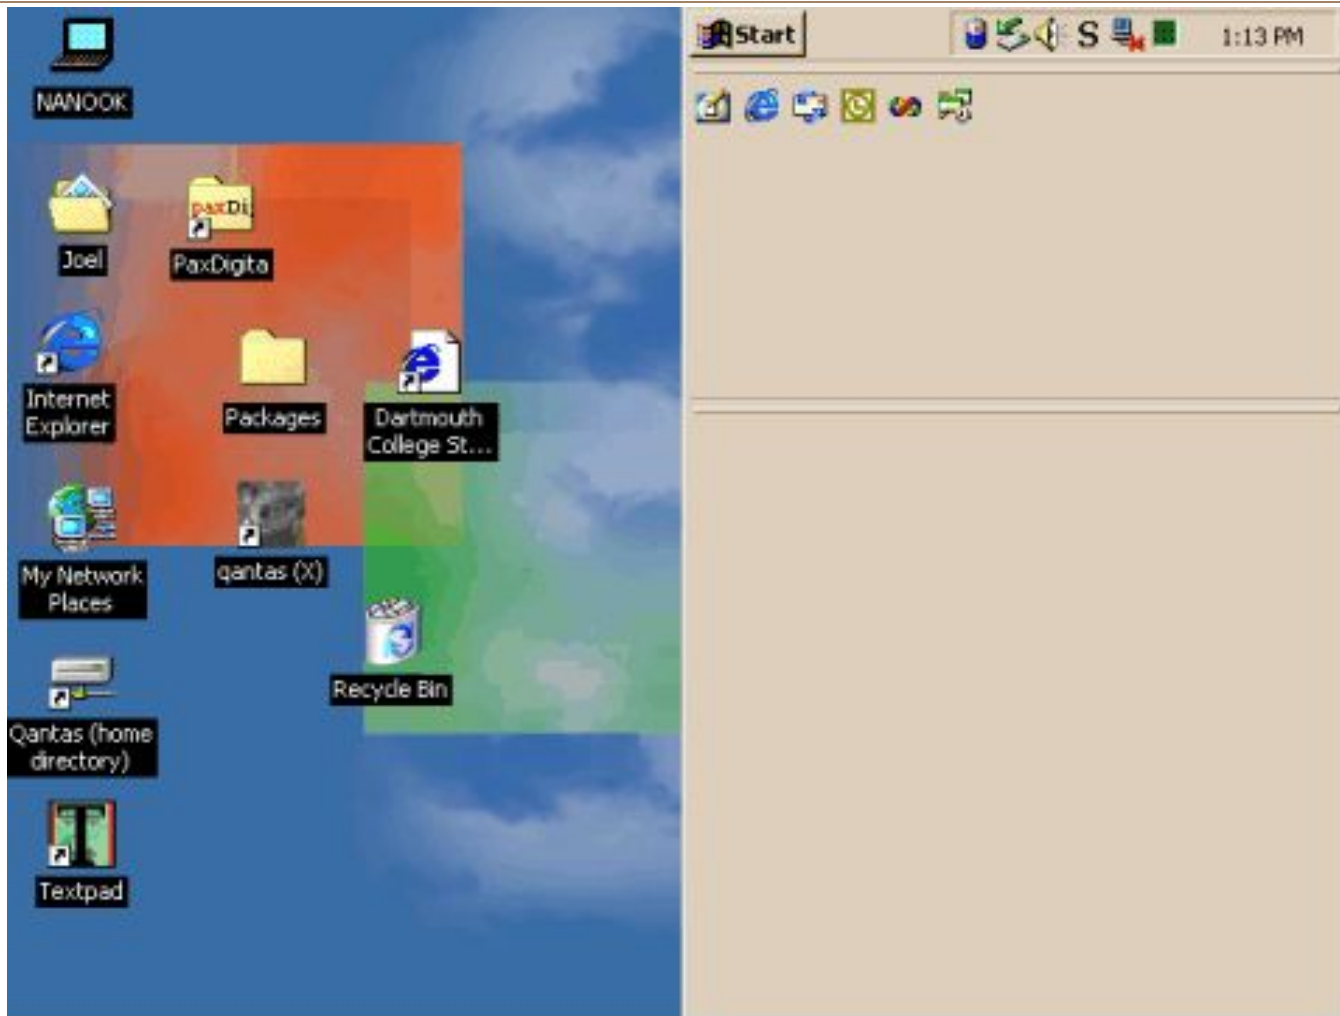 NANOOK
Start
S
1:13 PM
paxDi
Joel
PaxDigita
Internet
Explorer
Packages
Dartmouth
College St...
My Network
Places
qantas (X)
Recycle Bin
Qantas (home
directory)
Textpad